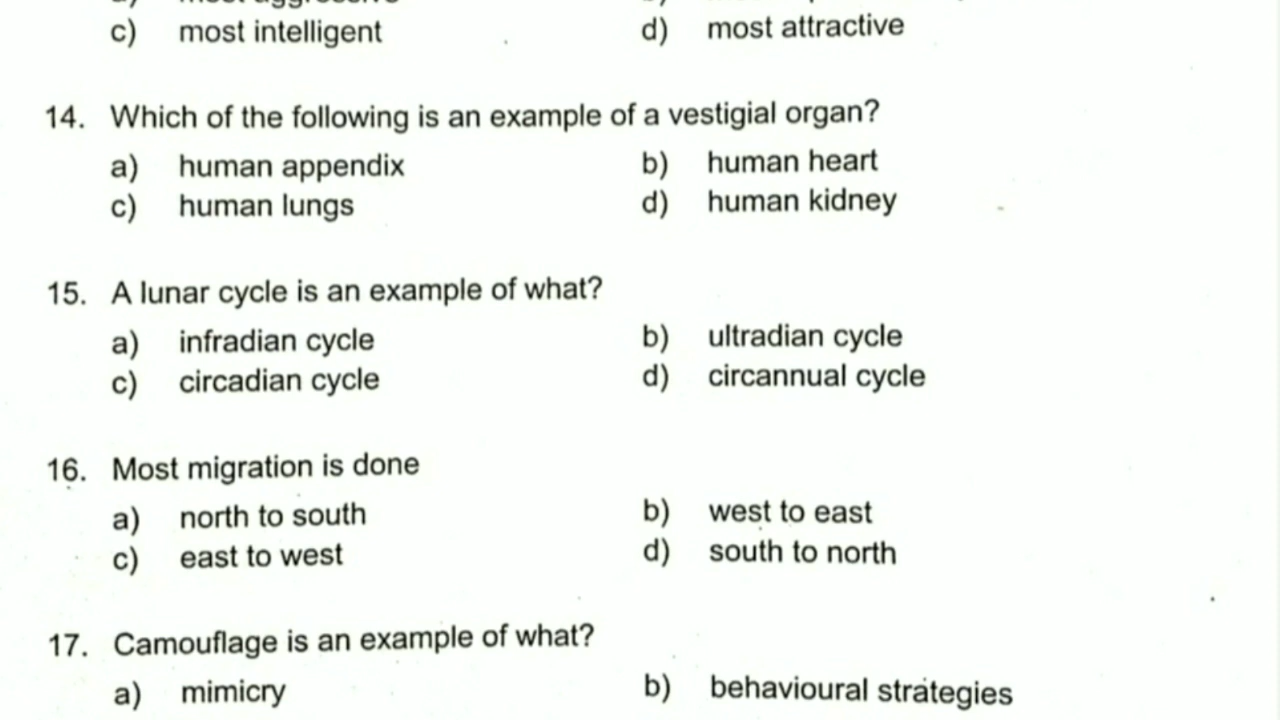 c) most intelligent d) most attractive
14. Which of the following is an example of a vestigial organ?
a) human appendix b) human heart
c) human lungs d) human kidney
15. A lunar cycle is an example of what?
a) infradian cycle b) ultradian cycle
c) circadian cycle d) circannual cycle
16. Most migration is done
a) north to south b) west to east
c) east to west d) south to north
17. Camouflage is an example of what?
a) mimicry b) behavioural strategies